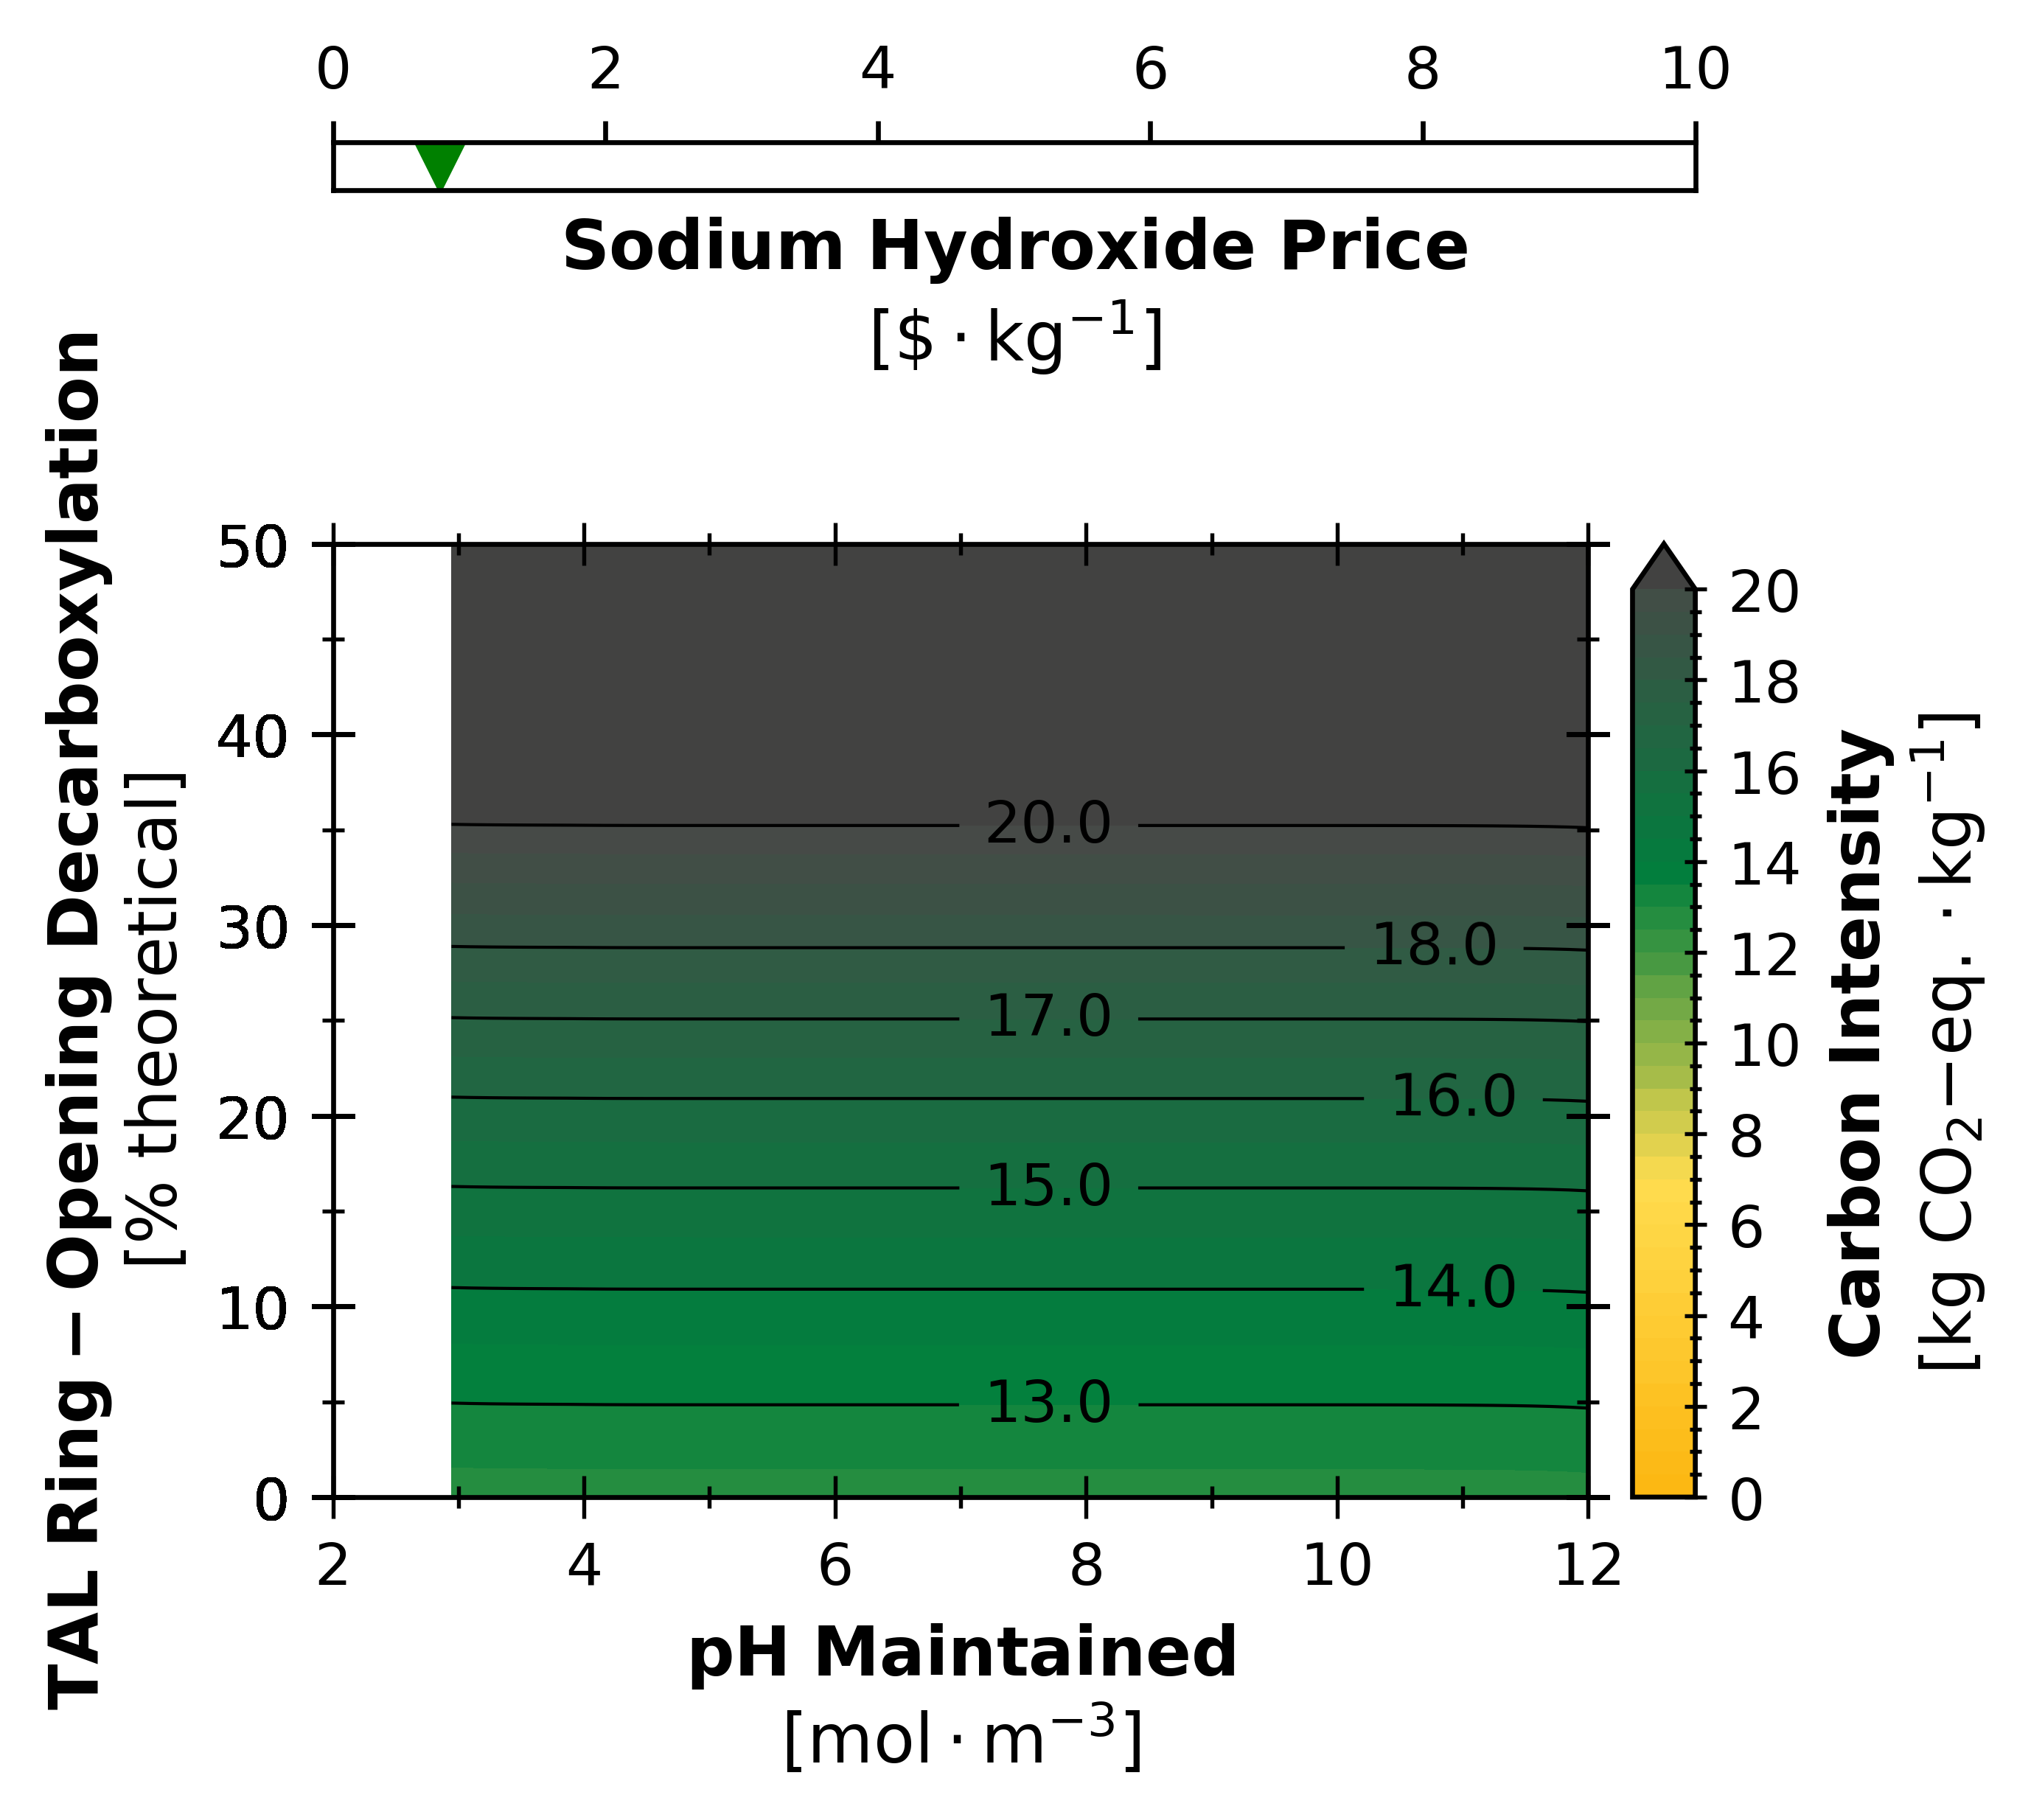 0 2 4 6 8 10
Sodium Hydroxide Price
[$ · kg⁻¹]
TAL Ring − Opening Decarboxylation
[% theoretical]
50
40
30
20
10
0
20.0
18.0
17.0
16.0
15.0
14.0
13.0
2 4 6 8 10 12
pH Maintained
[mol · m⁻³]
20
18
16
14
12
10
8
6
4
2
0
Carbon Intensity
[kg CO₂−eq. · kg⁻¹]